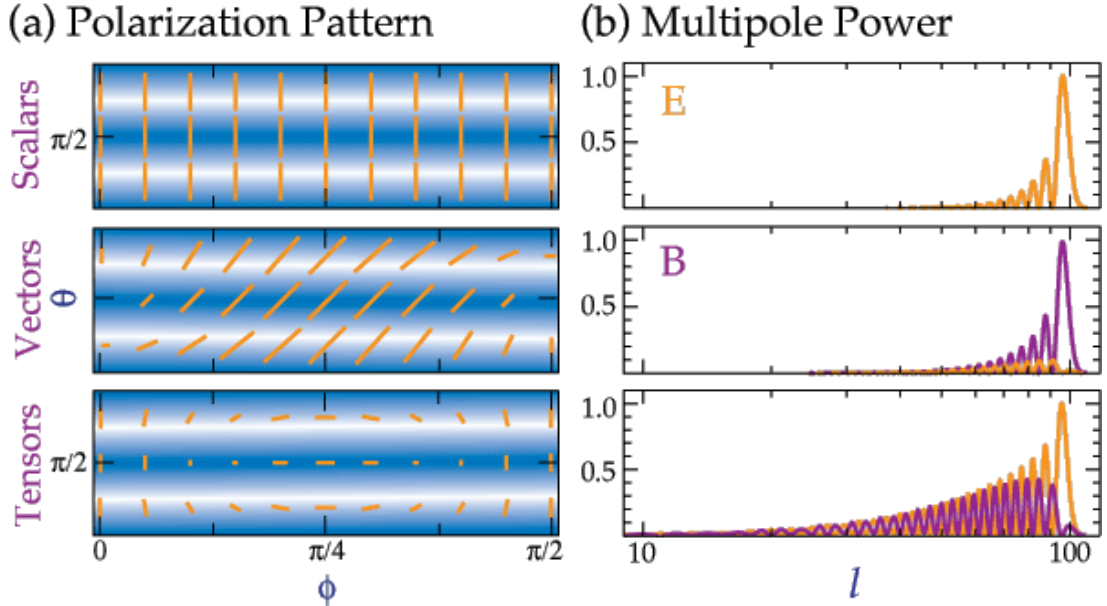 (a) Polarization Pattern
(b) Multipole Power
Scalars
π/2
1.0
0.5
E
Vectors
θ
1.0
0.5
B
Tensors
π/2
1.0
0.5
0
π/4
π/2
ϕ
10
100
l